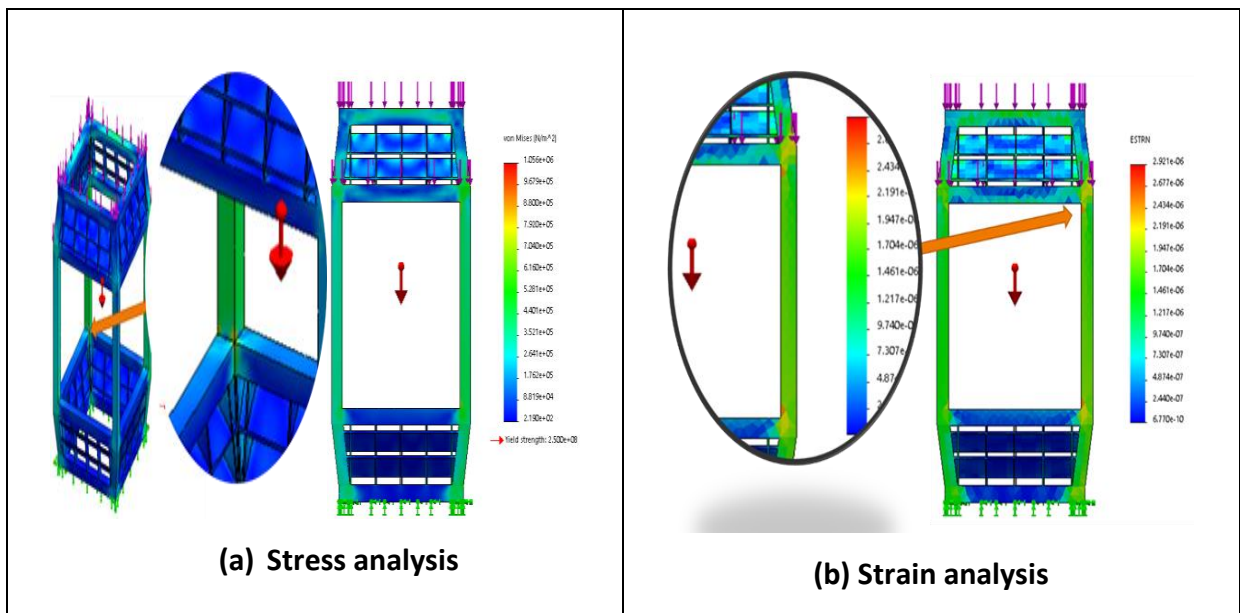 von Mises (N/m^2)
1.056e+06
9.679e+05
8.800e+05
7.920e+05
7.040e+05
6.160e+05
5.281e+05
4.401e+05
3.521e+05
2.641e+05
1.762e+05
8.819e+04
2.190e+02
Yield strength: 2.500e+08
(a) Stress analysis
2.434
2.191e-0
1.947e-06
1.704e-06
1.461e-06
1.217e-06
9.740e-0
7.307e
4.87
ESTRN
2.921e-06
2.677e-06
2.434e-06
2.191e-06
1.947e-06
1.704e-06
1.461e-06
1.217e-06
9.740e-07
7.307e-07
4.874e-07
2.440e-07
6.770e-10
(b) Strain analysis